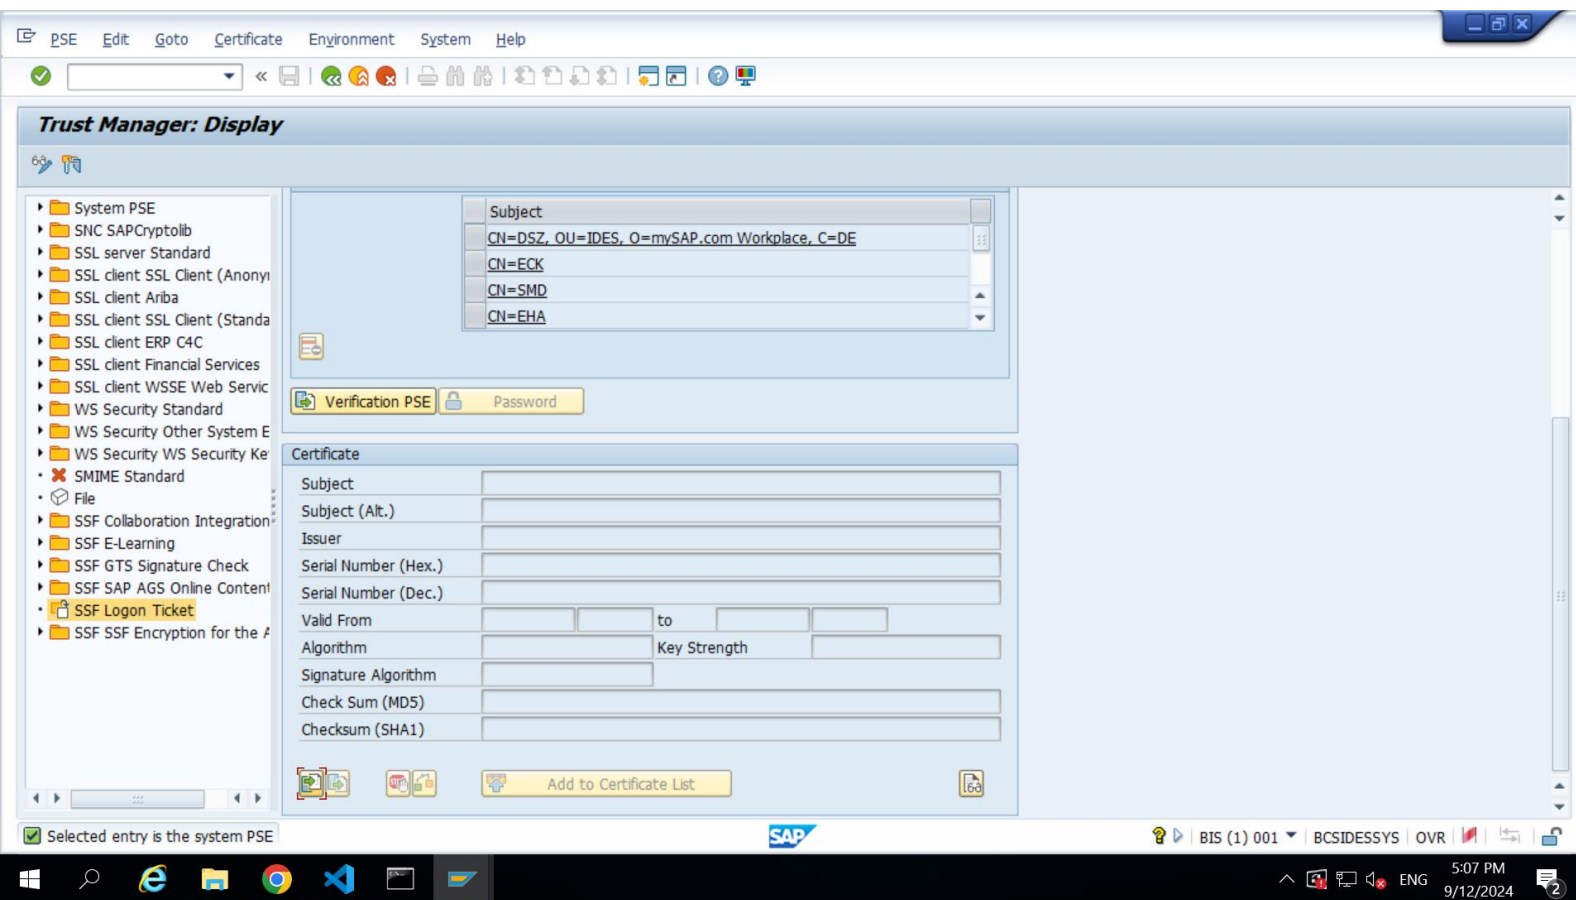 PSE Edit Goto Certificate Environment System Help
Trust Manager: Display
System PSE
SNC SAPCryptolib
SSL server Standard
SSL client SSL Client (Anony
SSL client Ariba
SSL client SSL Client (Standa
SSL client ERP C4C
SSL client Financial Services
SSL client WSSE Web Servic
WS Security Standard
WS Security Other System E
WS Security WS Security Ke
SMIME Standard
File
SSF Collaboration Integration
SSF E-Learning
SSF GTS Signature Check
SSF SAP AGS Online Content
SSF Logon Ticket
SSF SSF Encryption for the A
Subject
CN=DSZ, OU=IDES, O=mySAP.com Workplace, C=DE
CN=ECK
CN=SMD
CN=EHA
Verification PSE Password
Certificate
Subject
Subject (Alt.)
Issuer
Serial Number (Hex.)
Serial Number (Dec.)
Valid From to
Algorithm Key Strength
Signature Algorithm
Check Sum (MD5)
Checksum (SHA1)
Add to Certificate List
Selected entry is the system PSE
SAP
BIS (1) 001 BCSIDESSYS OVR
ENG
5:07 PM
9/12/2024
2